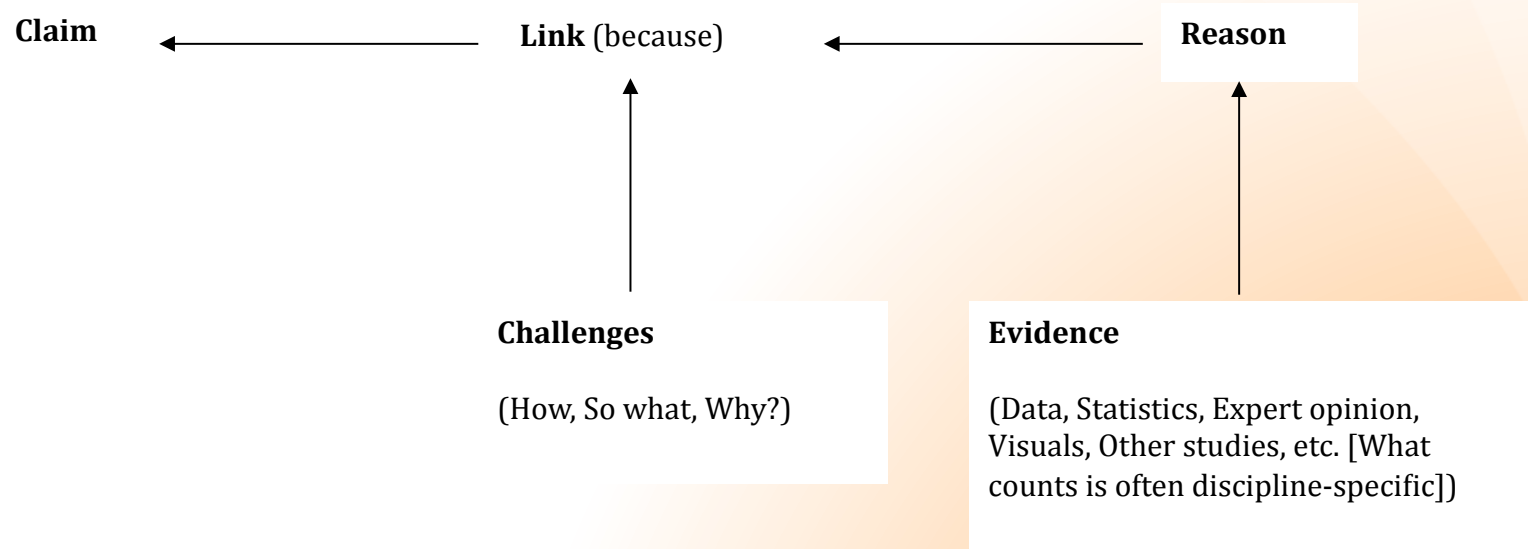 Claim
Link (because)
Reason
Challenges
(How, So what, Why?)
Evidence
(Data, Statistics, Expert opinion,
Visuals, Other studies, etc. [What
counts is often discipline-specific])